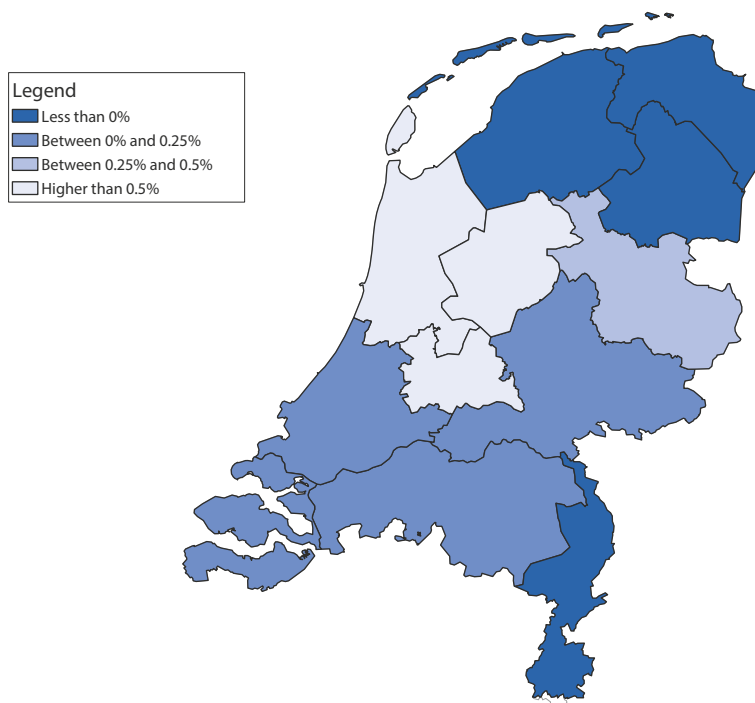 Legend
Less than 0%
Between 0% and 0.25%
Between 0.25% and 0.5%
Higher than 0.5%